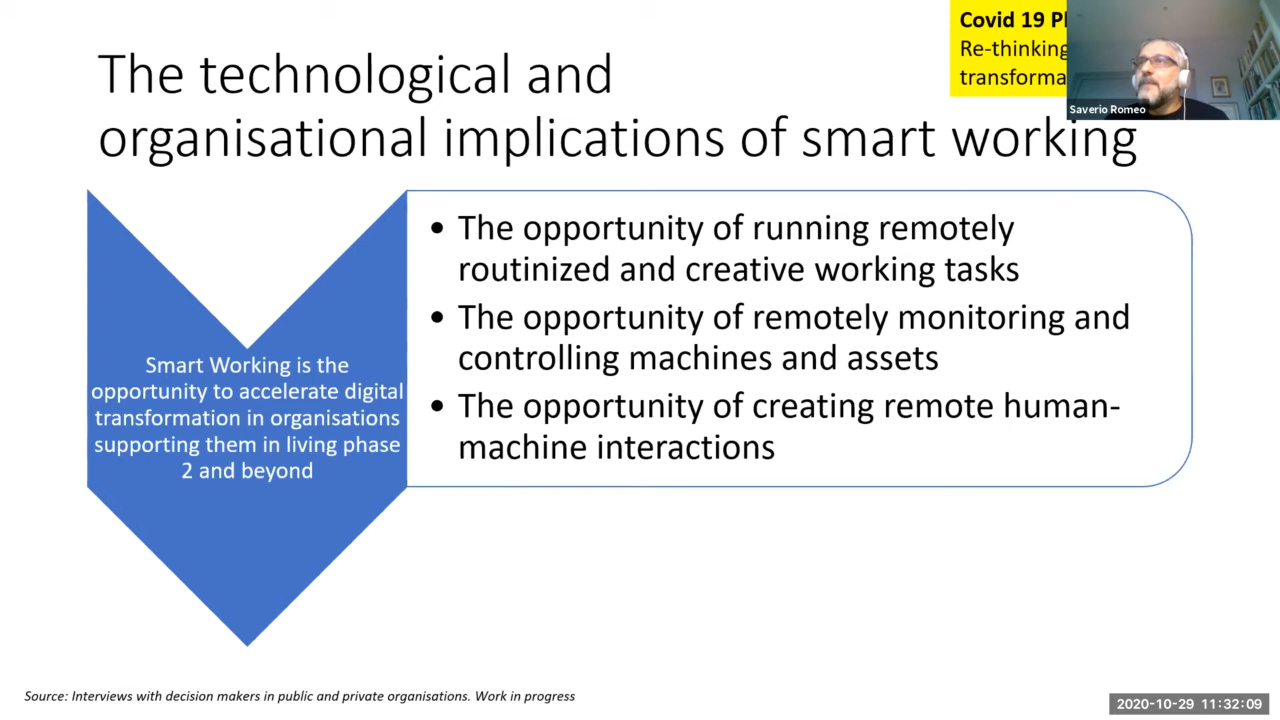 Covid 19
Re-thinking
The technological and
organisational implications of smart working
Saverio Romeo
• The opportunity of running remotely
routinized and creative working tasks
• The opportunity of remotely monitoring and
controlling machines and assets
• The opportunity of creating remote human-
machine interactions
Smart Working is the
opportunity to accelerate digital
transformation in organisations
supporting them in living phase
2 and beyond
Source: Interviews with decision makers in public and private organisations. Work in progress
2020-10-29 11:32:09